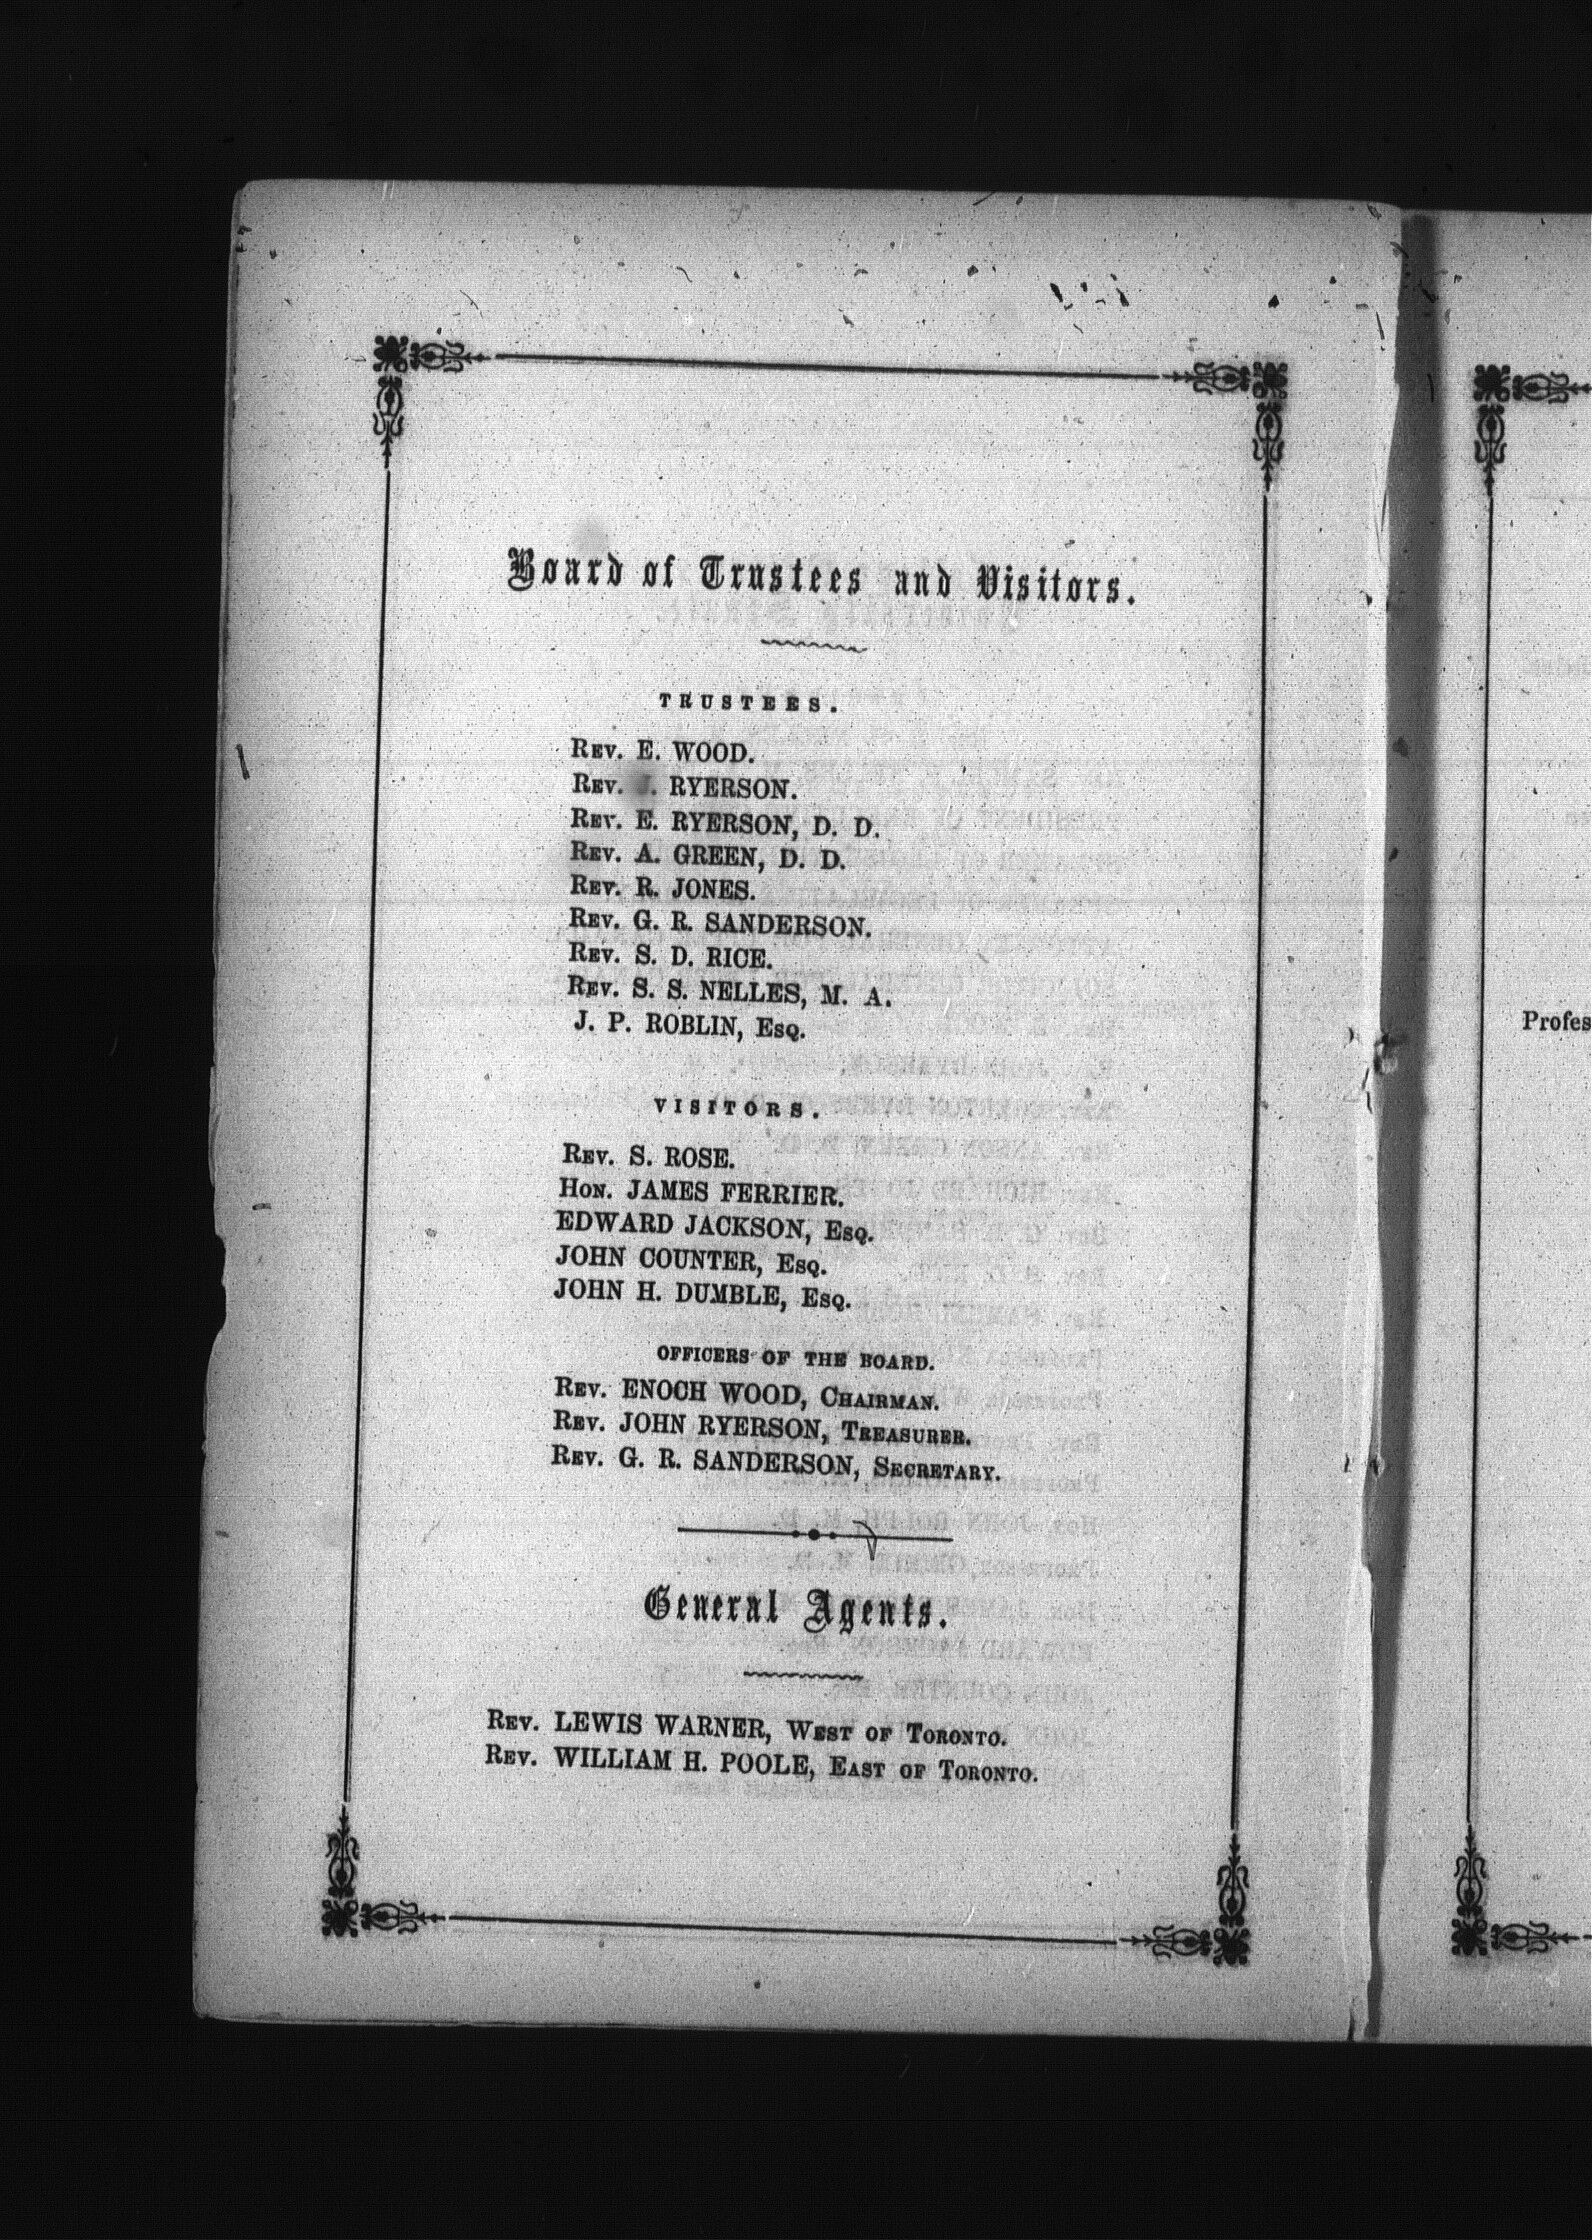 Board of Trustees and Visitors.
TRUSTEES.
REV. E. WOOD.
REV. J. RYERSON.
REV. E. RYERSON, D. D.
REV. A. GREEN, D. D.
REV. R. JONES.
REV. G. R. SANDERSON.
REV. S. D. RICE.
REV. S. S. NELLES, M. A.
J. P. ROBLIN, ESQ.
VISITORS.
REV. S. ROSE.
HON. JAMES FERRIER.
EDWARD JACKSON, ESQ.
JOHN COUNTER, ESQ.
JOHN H. DUMBLE, ESQ.
OFFICERS OF THE BOARD.
REV. ENOCH WOOD, CHAIRMAN.
REV. JOHN RYERSON, TREASURER.
REV. G. R. SANDERSON, SECRETARY.
General Agents.
REV. LEWIS WARNER, WEST OF TORONTO.
REV. WILLIAM H. POOLE, EAST OF TORONTO.
Profes